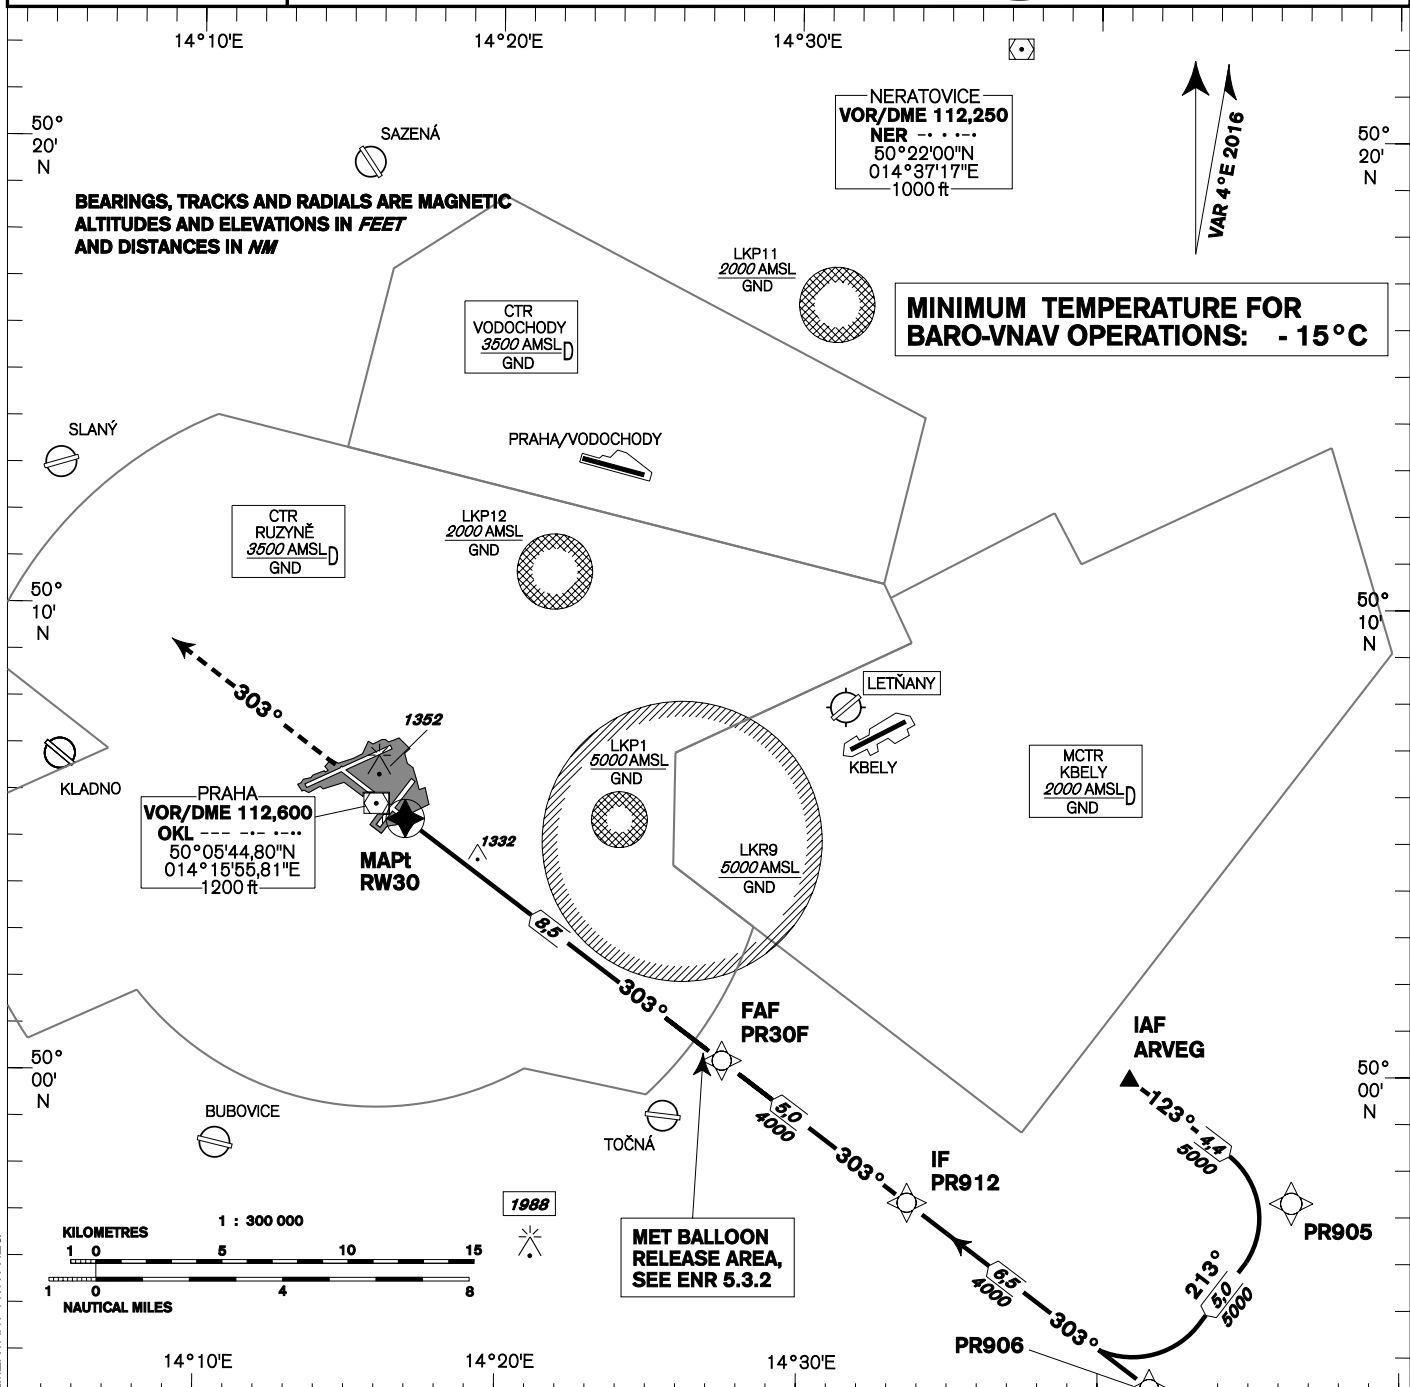 14°10'E
14°20'E
14°30'E
50°
20'
N
SAZENÁ
NERATOVICE
VOR/DME 112,250
NER
50°22'00"N
014°37'17"E
1000 ft
VAR 4°E 2016
50°
20'
N
BEARINGS, TRACKS AND RADIALS ARE MAGNETIC
ALTITUDES AND ELEVATIONS IN FEET
AND DISTANCES IN NM
LKP11
2000 AMSL
GND
MINIMUM TEMPERATURE FOR
BARO-VNAV OPERATIONS: - 15°C
CTR
VODOCHODY
3500 AMSL D
GND
SLANÝ
PRAHA/VODOCHODY
CTR
RUZYNĚ
3500 AMSL D
GND
LKP12
2000 AMSL
GND
50°
10'
N
50°
10'
N
303°
1352
LETŇANY
KBELY
LKP1
5000 AMSL
GND
MCTR
KBELY
2000 AMSL D
GND
KLADNO
PRAHA
VOR/DME 112,600
OKL
50°05'44,80"N
014°15'55,81"E
1200 ft
MAPt
RW30
1332
LKR9
5000 AMSL
GND
8,5
303°
FAF
PR30F
IAF
ARVEG
50°
00'
N
50°
00'
N
BUBOVICE
TOČNÁ
5,0
4000
303°
123°
4,4
5000
IF
PR912
PR905
1988
1 : 300 000
KILOMETRES
1 0 5 10 15
1 0 4 8
NAUTICAL MILES
MET BALLOON
RELEASE AREA,
SEE ENR 5.3.2
6,5
4000
303°
213°
5,0
5000
PR906
14°10'E
14°20'E
14°30'E